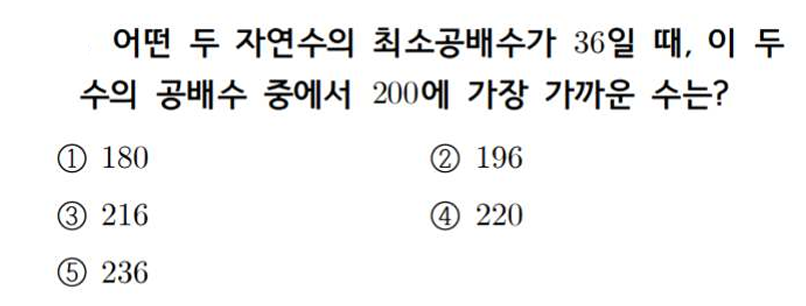 어떤 두 자연수의 최소공배수가 36일 때, 이 두
수의 공배수 중에서 200에 가장 가까운 수는?
① 180 ② 196
③ 216 ④ 220
⑤ 236